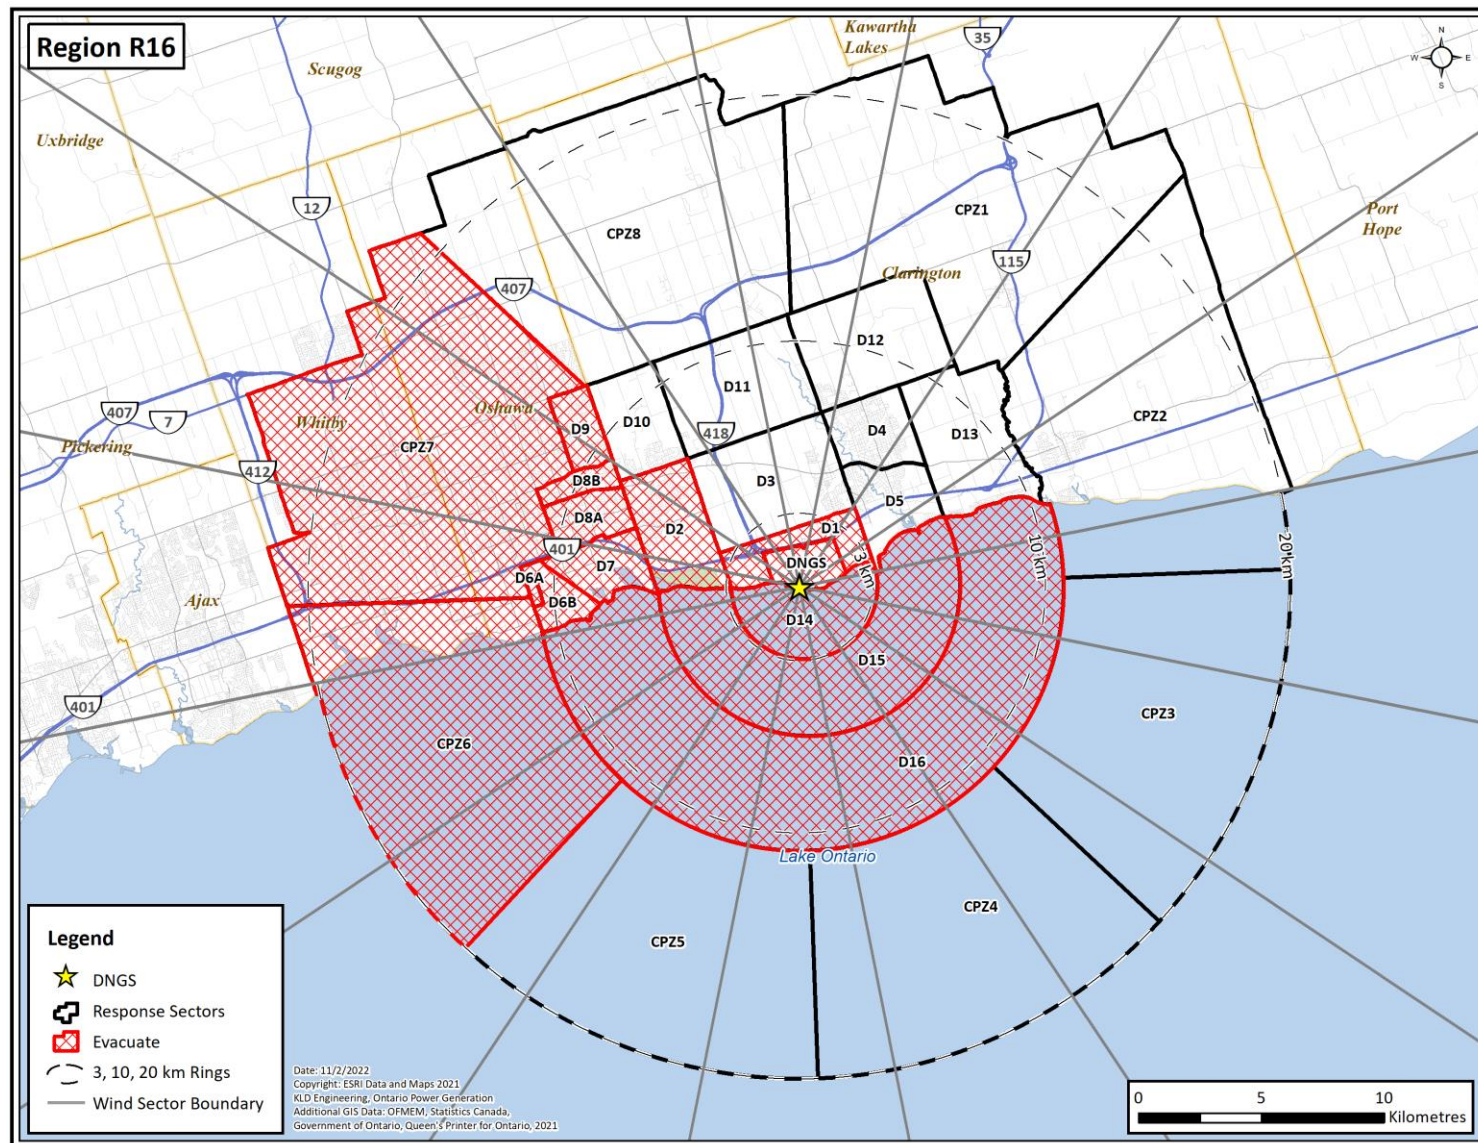 Region R16
Kawartha
Lakes
35
N
W
E
S
Scugog
Uxbridge
12
Port
Hope
CPZ1
CPZ8
115
Clarington
407
D12
D11
CPZ2
407
7
Whitby
Oshawa
D9
D10
418
D4
D13
Pickering
CPZ7
412
D8B
D3
D5
D8A
D2
D1
401
DNGS
3 km
10 km
20 km
D7
D6A
D6B
Ajax
D14
D15
401
CPZ6
CPZ3
D16
Lake Ontario
CPZ4
CPZ5
Legend
DNGS
Response Sectors
Evacuate
3, 10, 20 km Rings
Wind Sector Boundary
Date: 11/2/2022
Copyright: ESRI Data and Maps 2021
KLD Engineering, Ontario Power Generation
Additional GIS Data: OFMEM, Statistics Canada,
Government of Ontario, Queen's Printer for Ontario, 2021
0 5 10
Kilometres